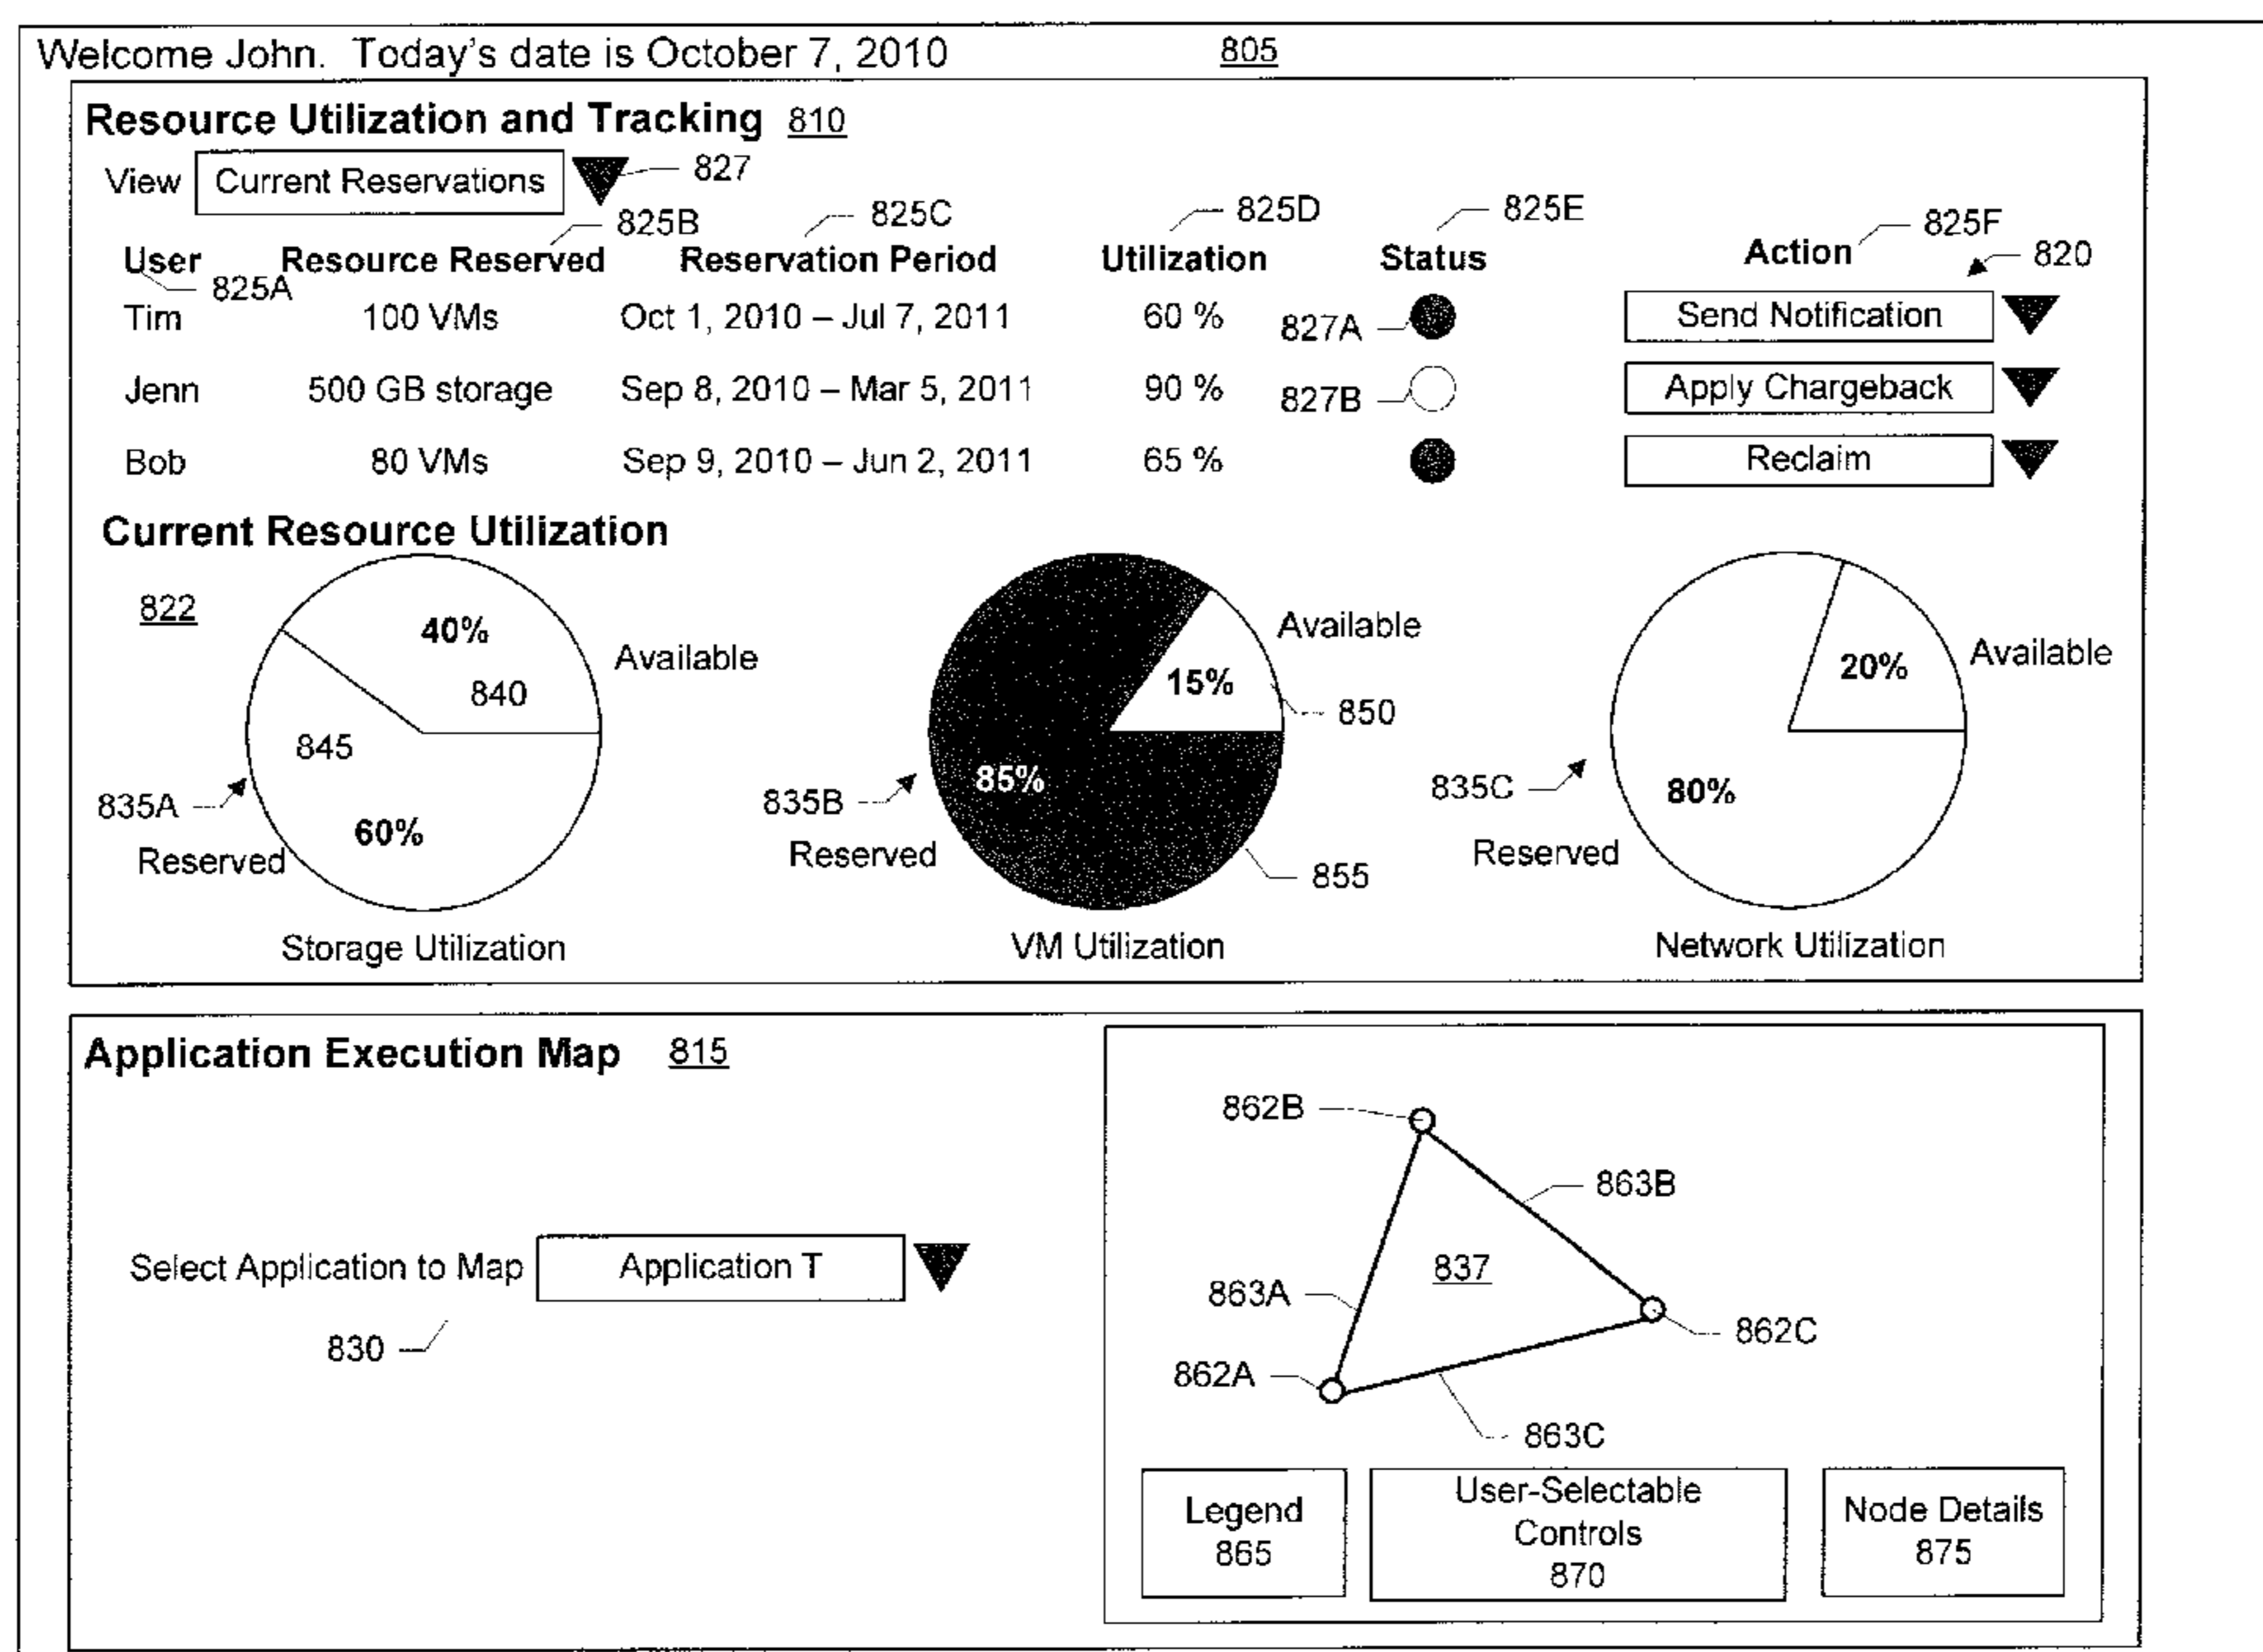 Welcome John. Today's date is October 7, 2010 805
Resource Utilization and Tracking 810
View Current Reservations 827
825B 825C 825D 825E 825F
User Resource Reserved Reservation Period Utilization Status Action 820
825A
Tim 100 VMs Oct 1, 2010 – Jul 7, 2011 60 % 827A Send Notification
Jenn 500 GB storage Sep 8, 2010 – Mar 5, 2011 90 % 827B Apply Chargeback
Bob 80 VMs Sep 9, 2010 – Jun 2, 2011 65 % Reclaim
Current Resource Utilization
822
40%
Available
840
845
835A
60%
Reserved
Storage Utilization
Available
15%
850
85%
835B
Reserved
855
VM Utilization
20%
Available
835C
80%
Reserved
Network Utilization
Application Execution Map 815
Select Application to Map Application T
830
862B
863B
837
863A
862C
862A
863C
Legend
865
User-Selectable
Controls
870
Node Details
875